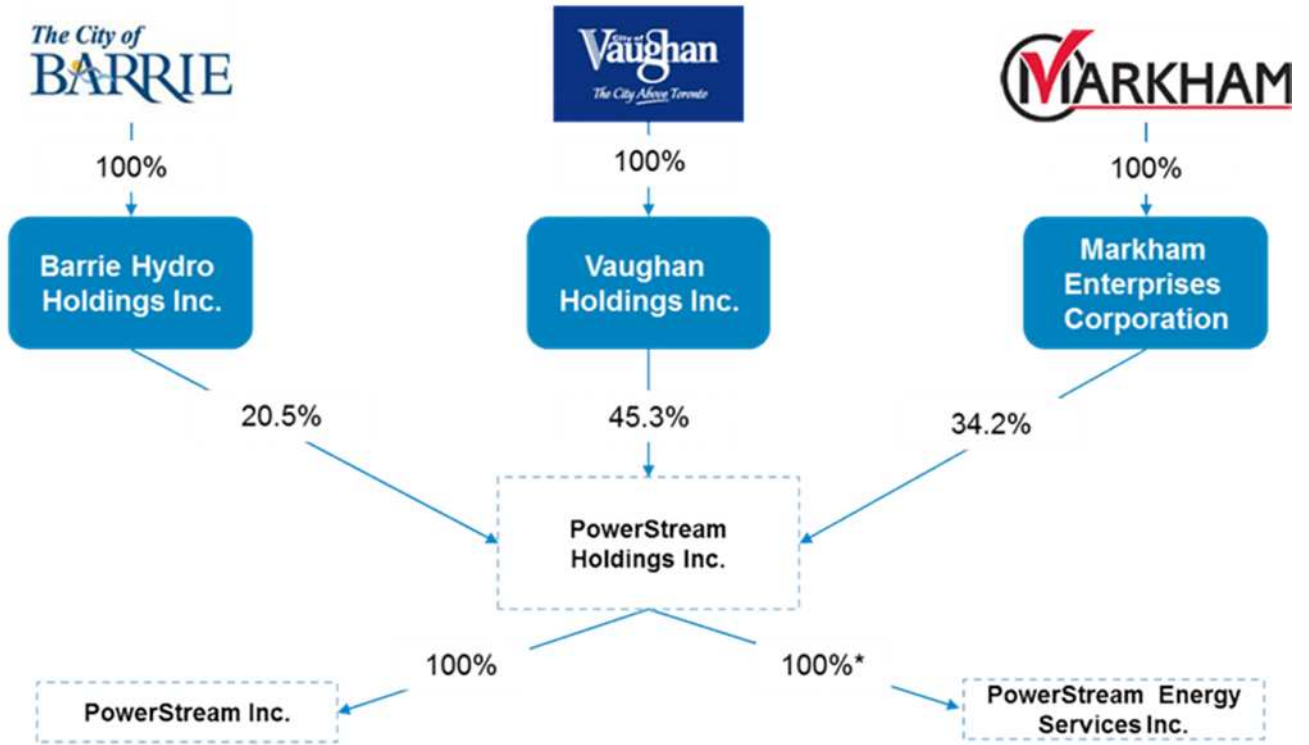 The City of
BARRIE
City of
Vaughan
The City Above Toronto
MARKHAM
100%
100%
100%
Barrie Hydro
Holdings Inc.
Vaughan
Holdings Inc.
Markham
Enterprises
Corporation
20.5%
45.3%
34.2%
PowerStream
Holdings Inc.
100%
100%*
PowerStream Inc.
PowerStream Energy
Services Inc.